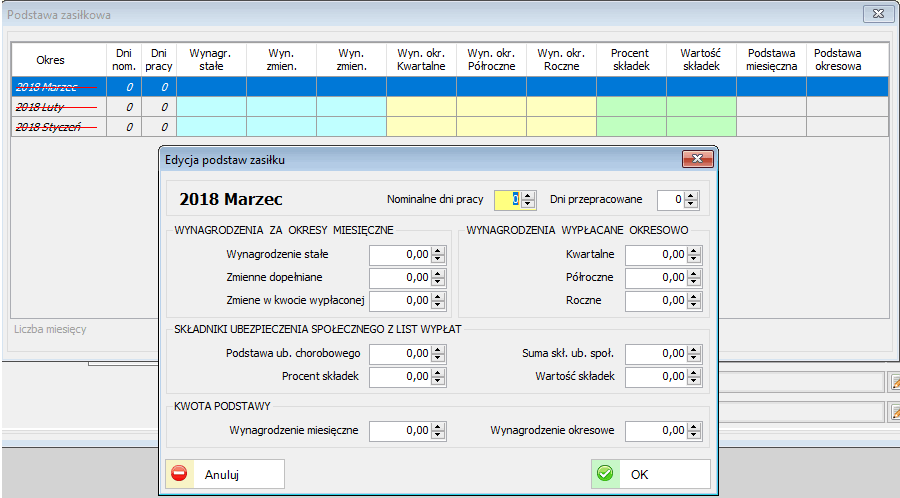 Podstawa zasiłkowa
Okres Dni nom. Dni pracy Wynagr. stałe Wyn. zmien. Wyn. zmien. Wyn. okr. Kwartalne Wyn. okr. Półroczne Wyn. okr. Roczne Procent składek Wartość składek Podstawa miesięczna Podstawa okresowa
2018 Marzec 0 0
2018 Luty 0 0
2018 Styczeń 0 0
Edycja podstaw zasiłku
2018 Marzec Nominalne dni pracy 0 Dni przepracowane 0
WYNAGRODZENIA ZA OKRESY MIESIĘCZNE WYNAGRODZENIA WYPŁACANE OKRESOWO
Wynagrodzenie stałe 0,00 Kwartalne 0,00
Zmienne dopełniane 0,00 Półroczne 0,00
Zmiene w kwocie wypłaconej 0,00 Roczne 0,00
Liczba miesięcy
SKŁADNIKI UBEZPIECZENIA SPOŁECZNEGO Z LIST WYPŁAT
Podstawa ub. chorobowego 0,00 Suma skł. ub. społ. 0,00
Procent składek 0,00 Wartość składek 0,00
KWOTA PODSTAWY
Wynagrodzenie miesięczne 0,00 Wynagrodzenie okresowe 0,00
Anuluj OK